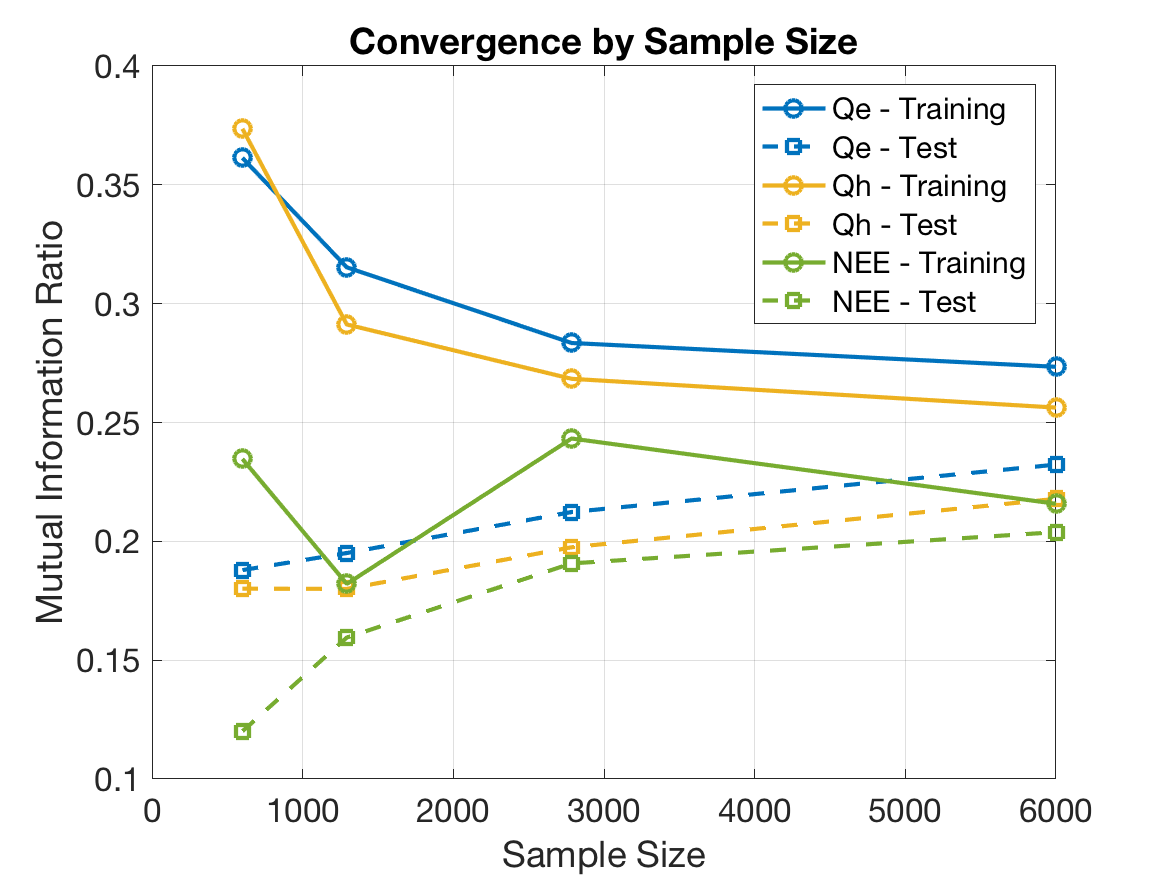 Convergence by Sample Size
0.4
0.35
0.3
0.25
0.2
0.15
0.1
Mutual Information Ratio
Qe - Training
Qe - Test
Qh - Training
Qh - Test
NEE - Training
NEE - Test
0 1000 2000 3000 4000 5000 6000
Sample Size